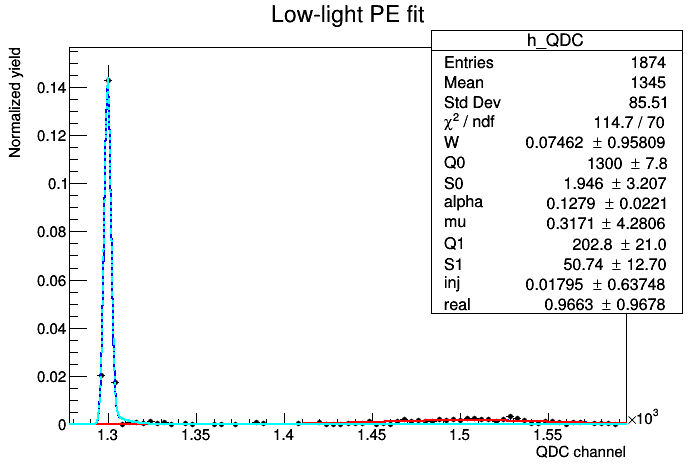 Low-light PE fit
h_QDC
Entries 1874
Mean 1345
Std Dev 85.51
χ² / ndf 114.7 / 70
W 0.07462 ± 0.95809
Q0 1300 ± 7.8
S0 1.946 ± 3.207
alpha 0.1279 ± 0.0221
mu 0.3171 ± 4.2806
Q1 202.8 ± 21.0
S1 50.74 ± 12.70
inj 0.01795 ± 0.63748
real 0.9663 ± 0.9678
Normalized yield
0.14
0.12
0.1
0.08
0.06
0.04
0.02
0
1.3 1.35 1.4 1.45 1.5 1.55
×10³
QDC channel